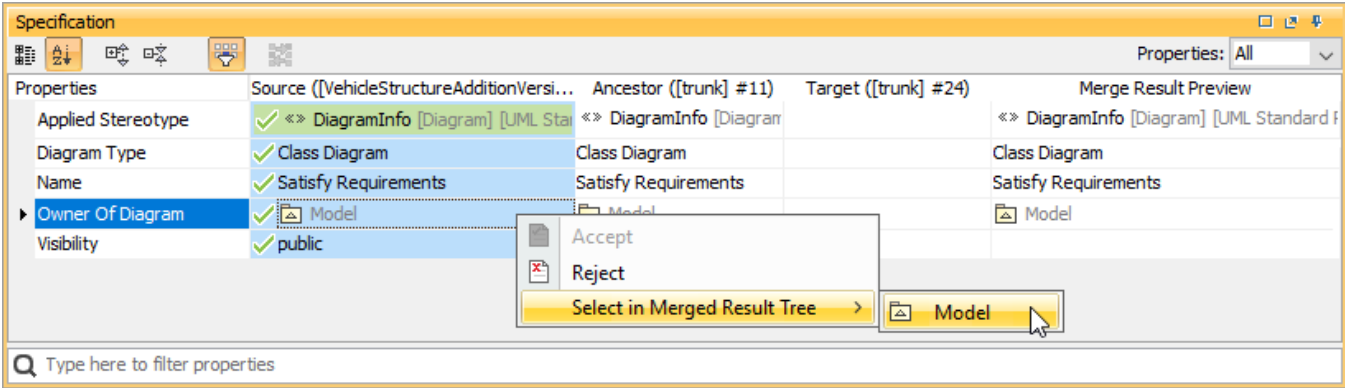 Specification
Properties: All
Properties Source ([VehicleStructureAdditionVersi... Ancestor ([trunk] #11) Target ([trunk] #24) Merge Result Preview
Applied Stereotype «» DiagramInfo [Diagram] [UML Sta «» DiagramInfo [Diagram «» DiagramInfo [Diagram] [UML Standard
Diagram Type Class Diagram Class Diagram Class Diagram
Name Satisfy Requirements Satisfy Requirements Satisfy Requirements
Owner Of Diagram Model Model Model
Visibility public
Accept
Reject
Select in Merged Result Tree > Model
Type here to filter properties